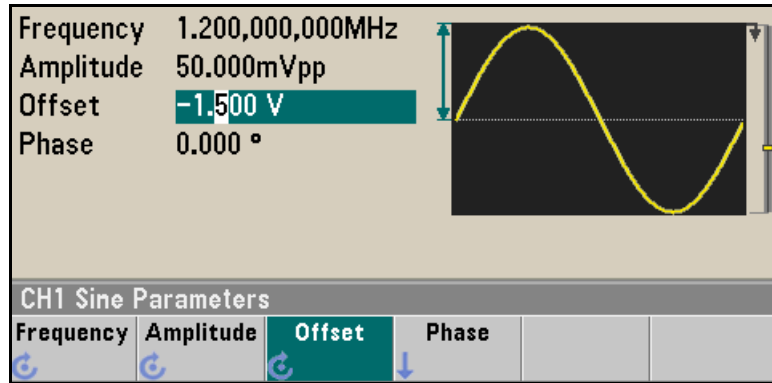 Frequency 1.200,000,000MHz
Amplitude 50.000mVpp
Offset -1.500 V
Phase 0.000 °
CH1 Sine Parameters
Frequency Amplitude Offset Phase